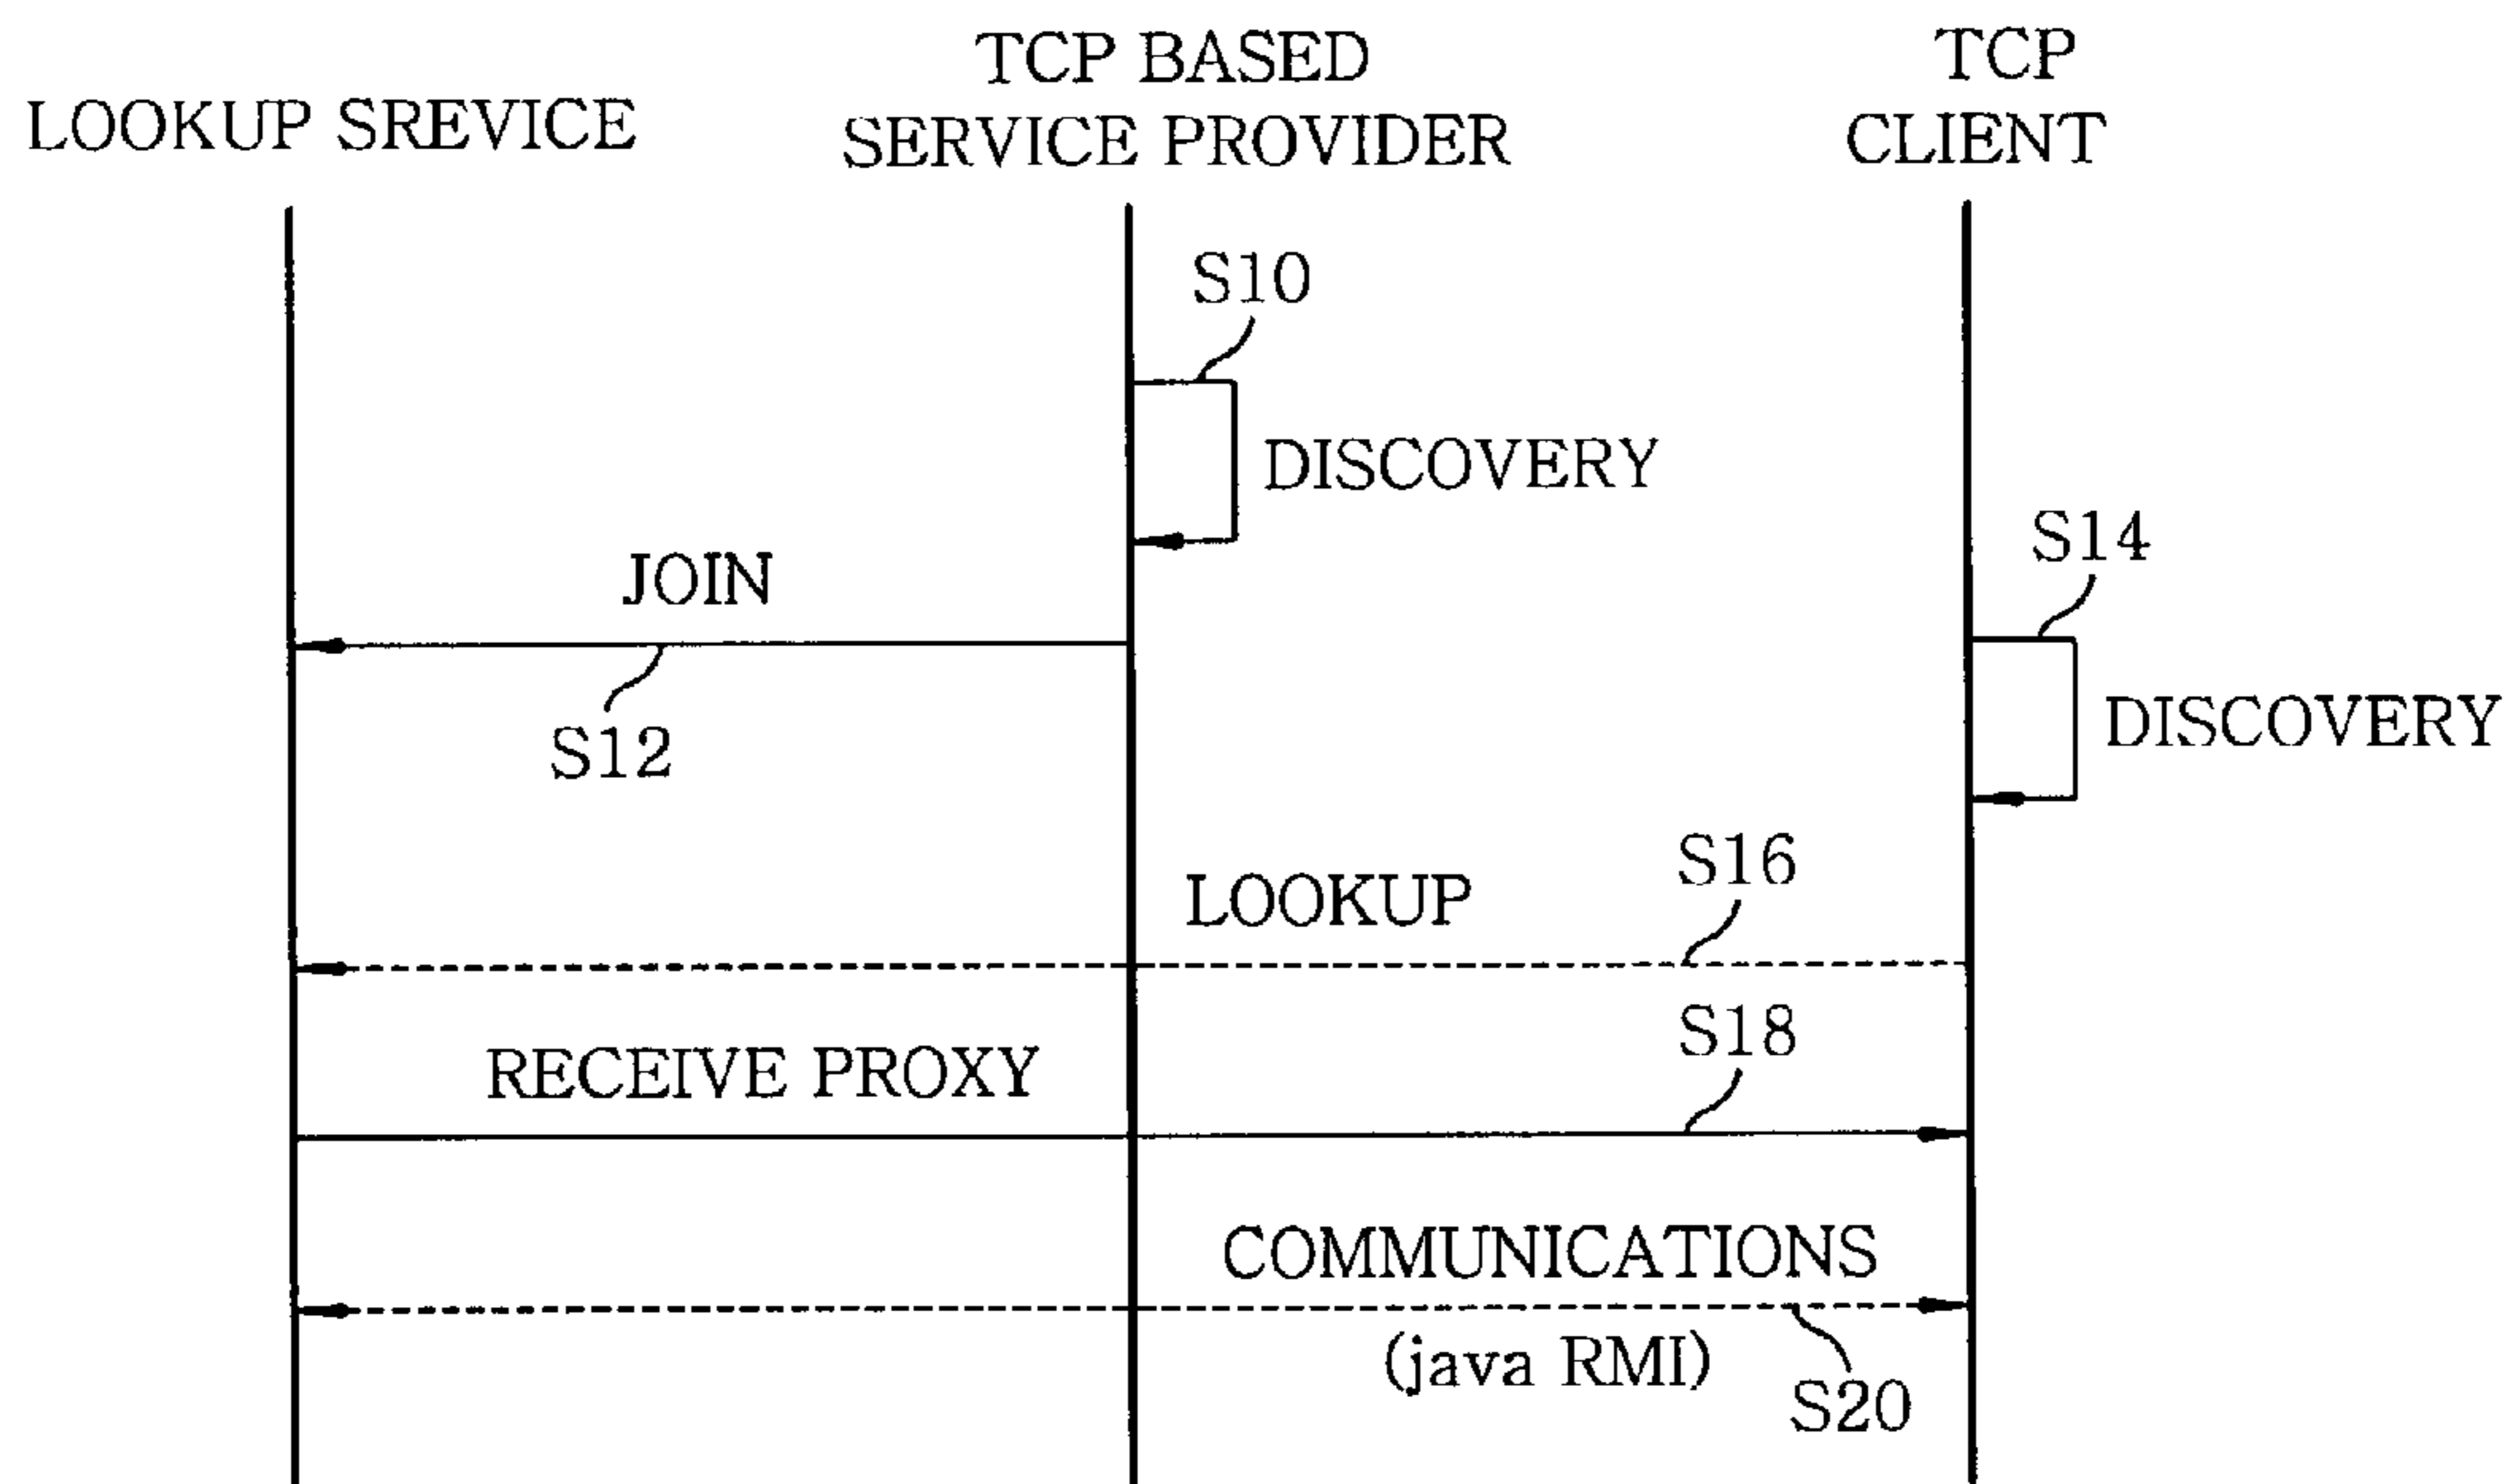 LOOKUP SREVICE
TCP BASED
SERVICE PROVIDER
TCP
CLIENT
S10
DISCOVERY
S14
JOIN
S12
DISCOVERY
S16
LOOKUP
S18
RECEIVE PROXY
COMMUNICATIONS
(java RMI)
S20